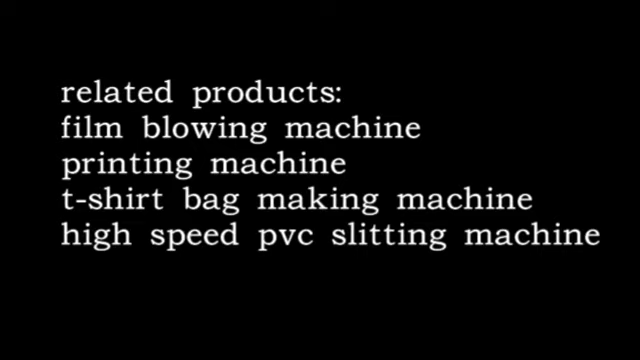 related products:
film blowing machine
printing machine
t-shirt bag making machine
high speed pvc slitting machine